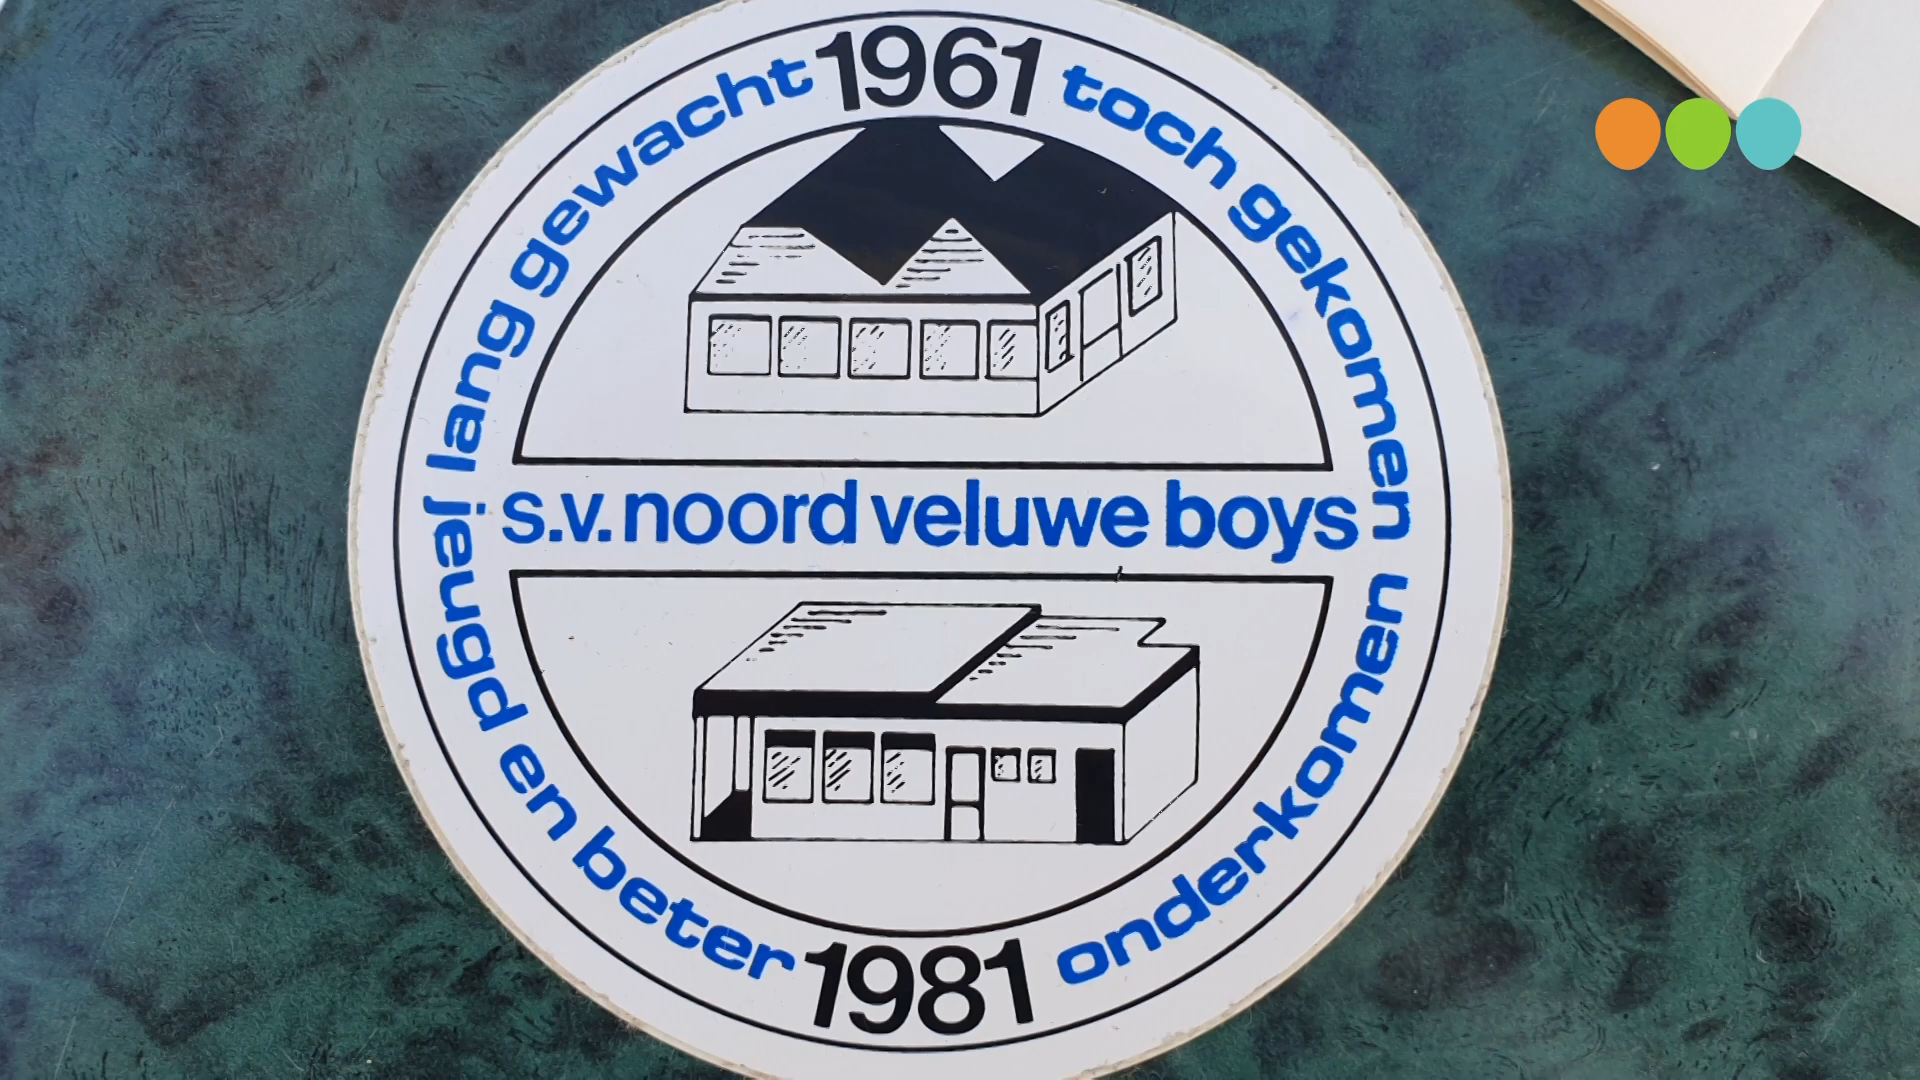 lang gewacht 1961 toch gekomen
s.v. noord veluwe boys
jeugd en beter 1981 onderkomen